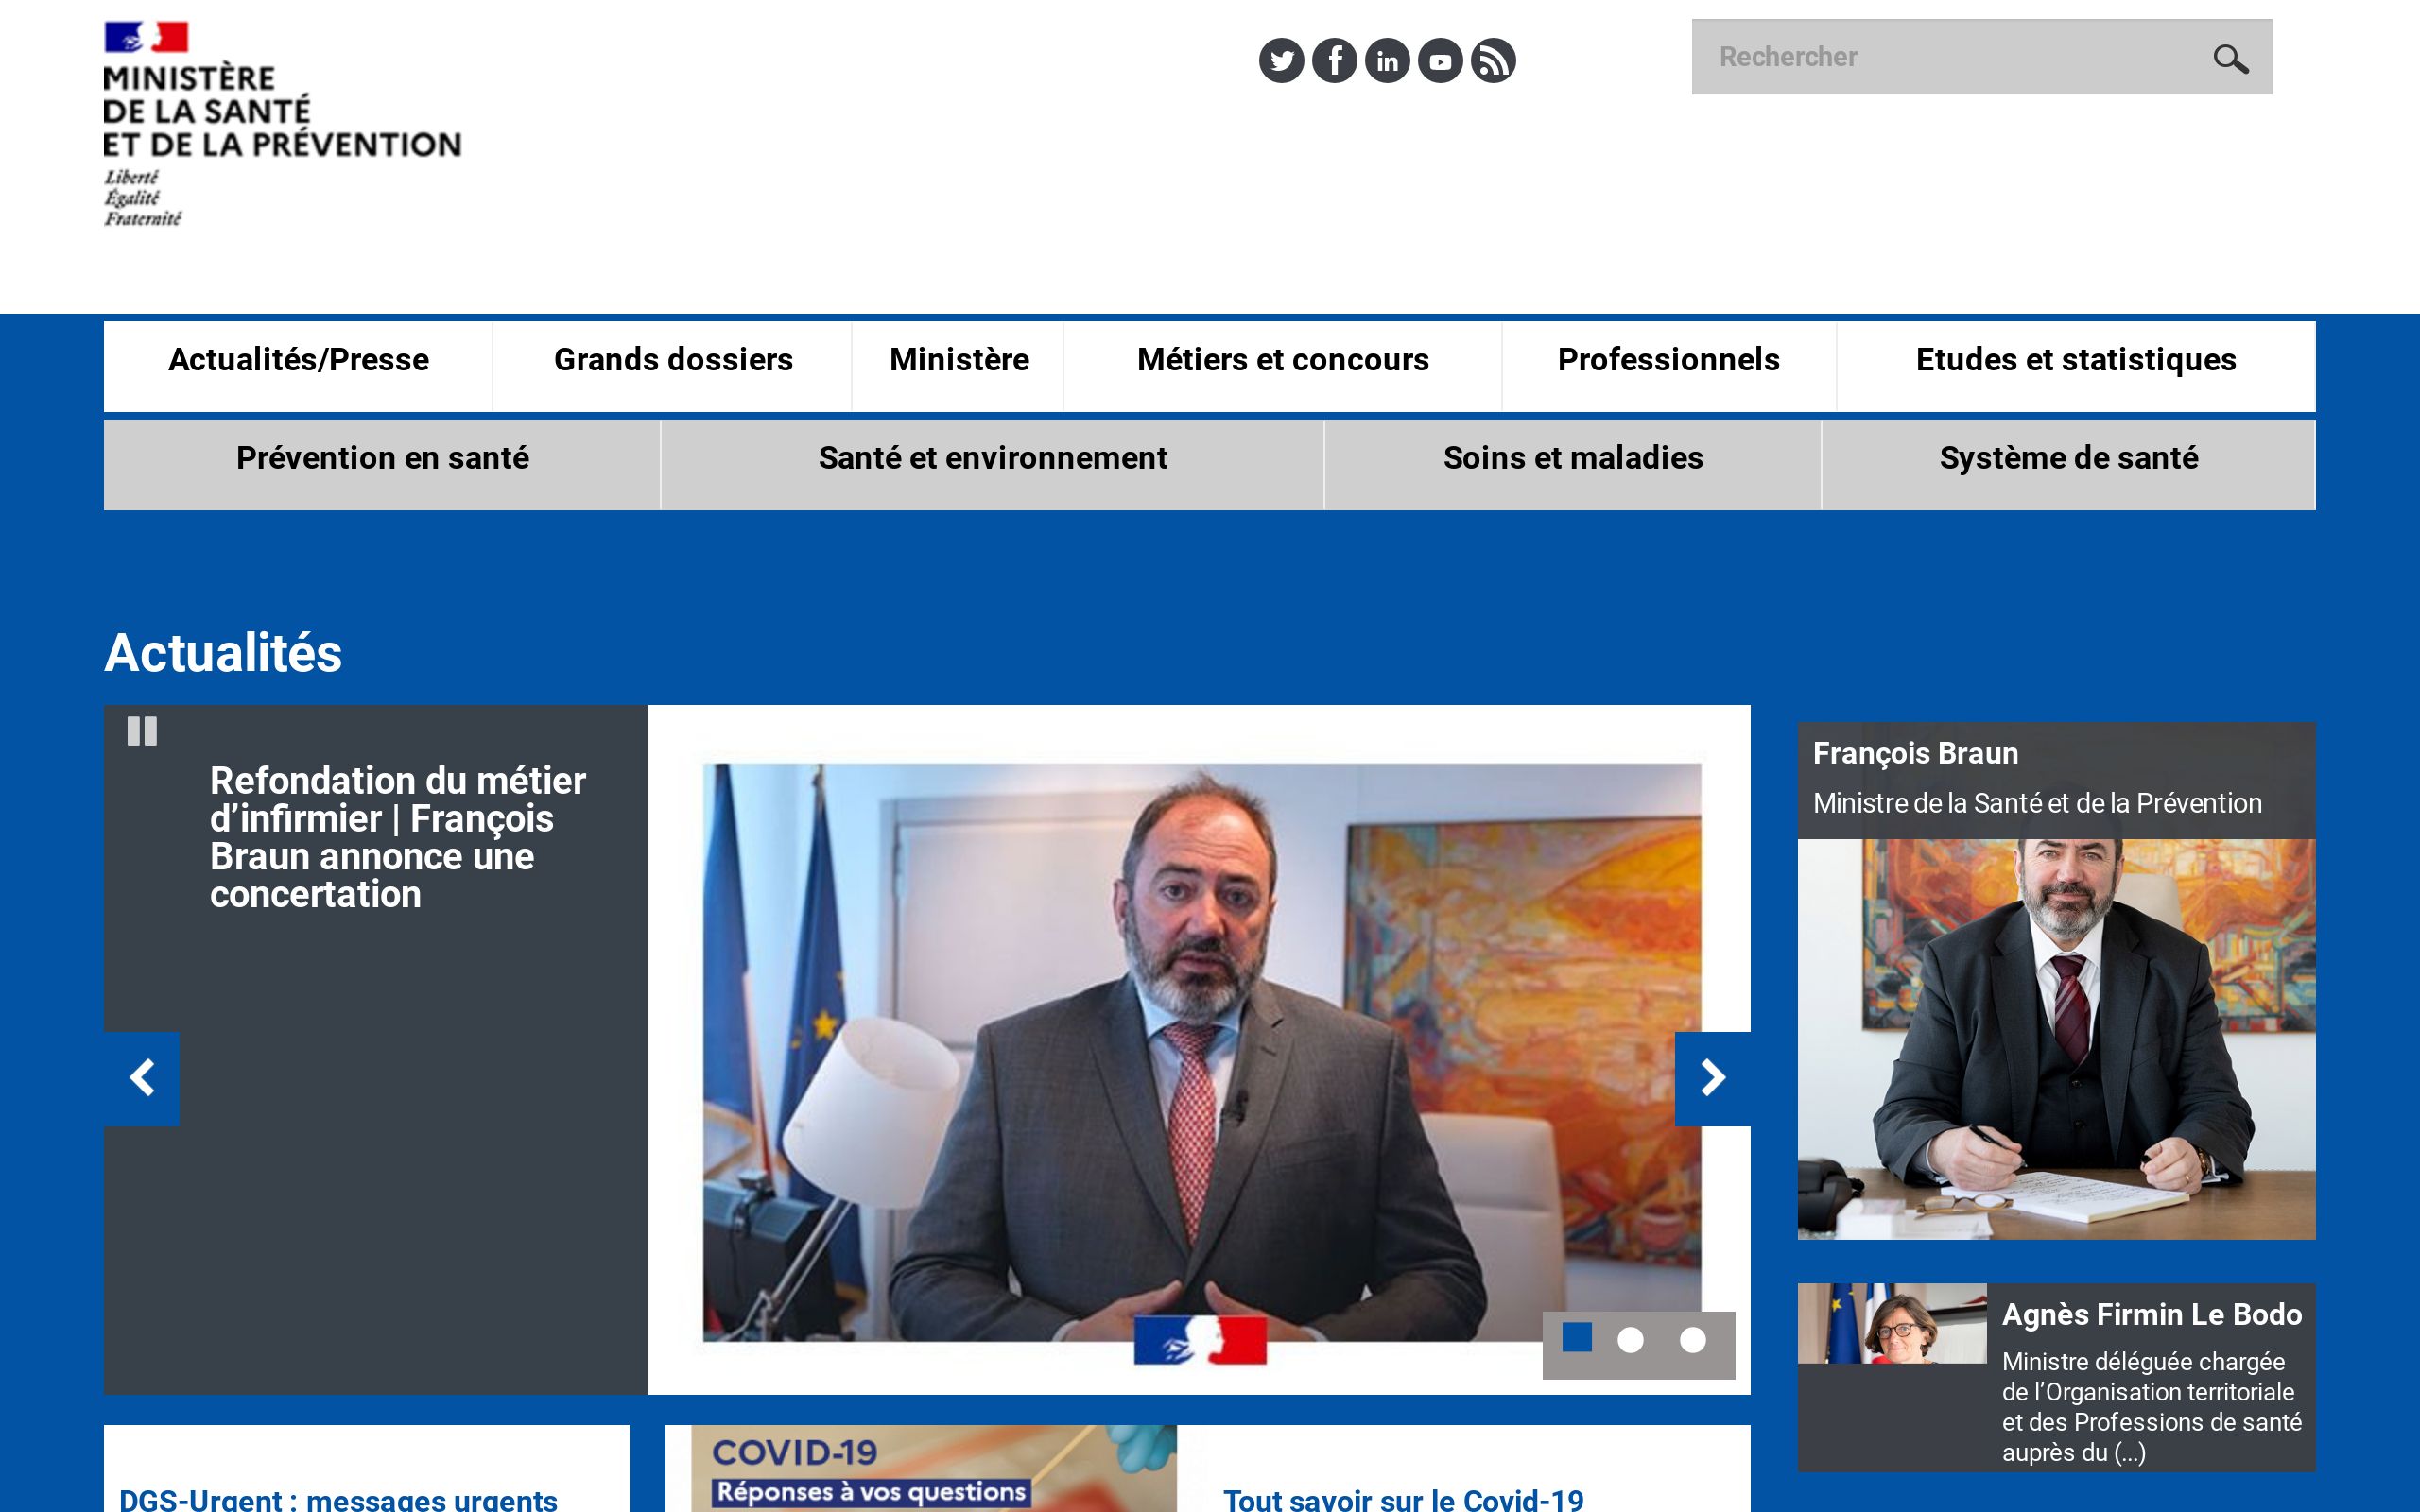 MINISTÈRE
DE LA SANTÉ
ET DE LA PRÉVENTION
Liberté
Égalité
Fraternité
Rechercher
Actualités/Presse
Grands dossiers
Ministère
Métiers et concours
Professionnels
Etudes et statistiques
Prévention en santé
Santé et environnement
Soins et maladies
Système de santé
Actualités
Refondation du métier
d’infirmier | François
Braun annonce une
concertation
François Braun
Ministre de la Santé et de la Prévention
Agnès Firmin Le Bodo
Ministre déléguée chargée
de l’Organisation territoriale
et des Professions de santé
auprès du (...)
DGS-Urgent : messages urgents
COVID-19
Réponses à vos questions
Tout savoir sur le Covid-19